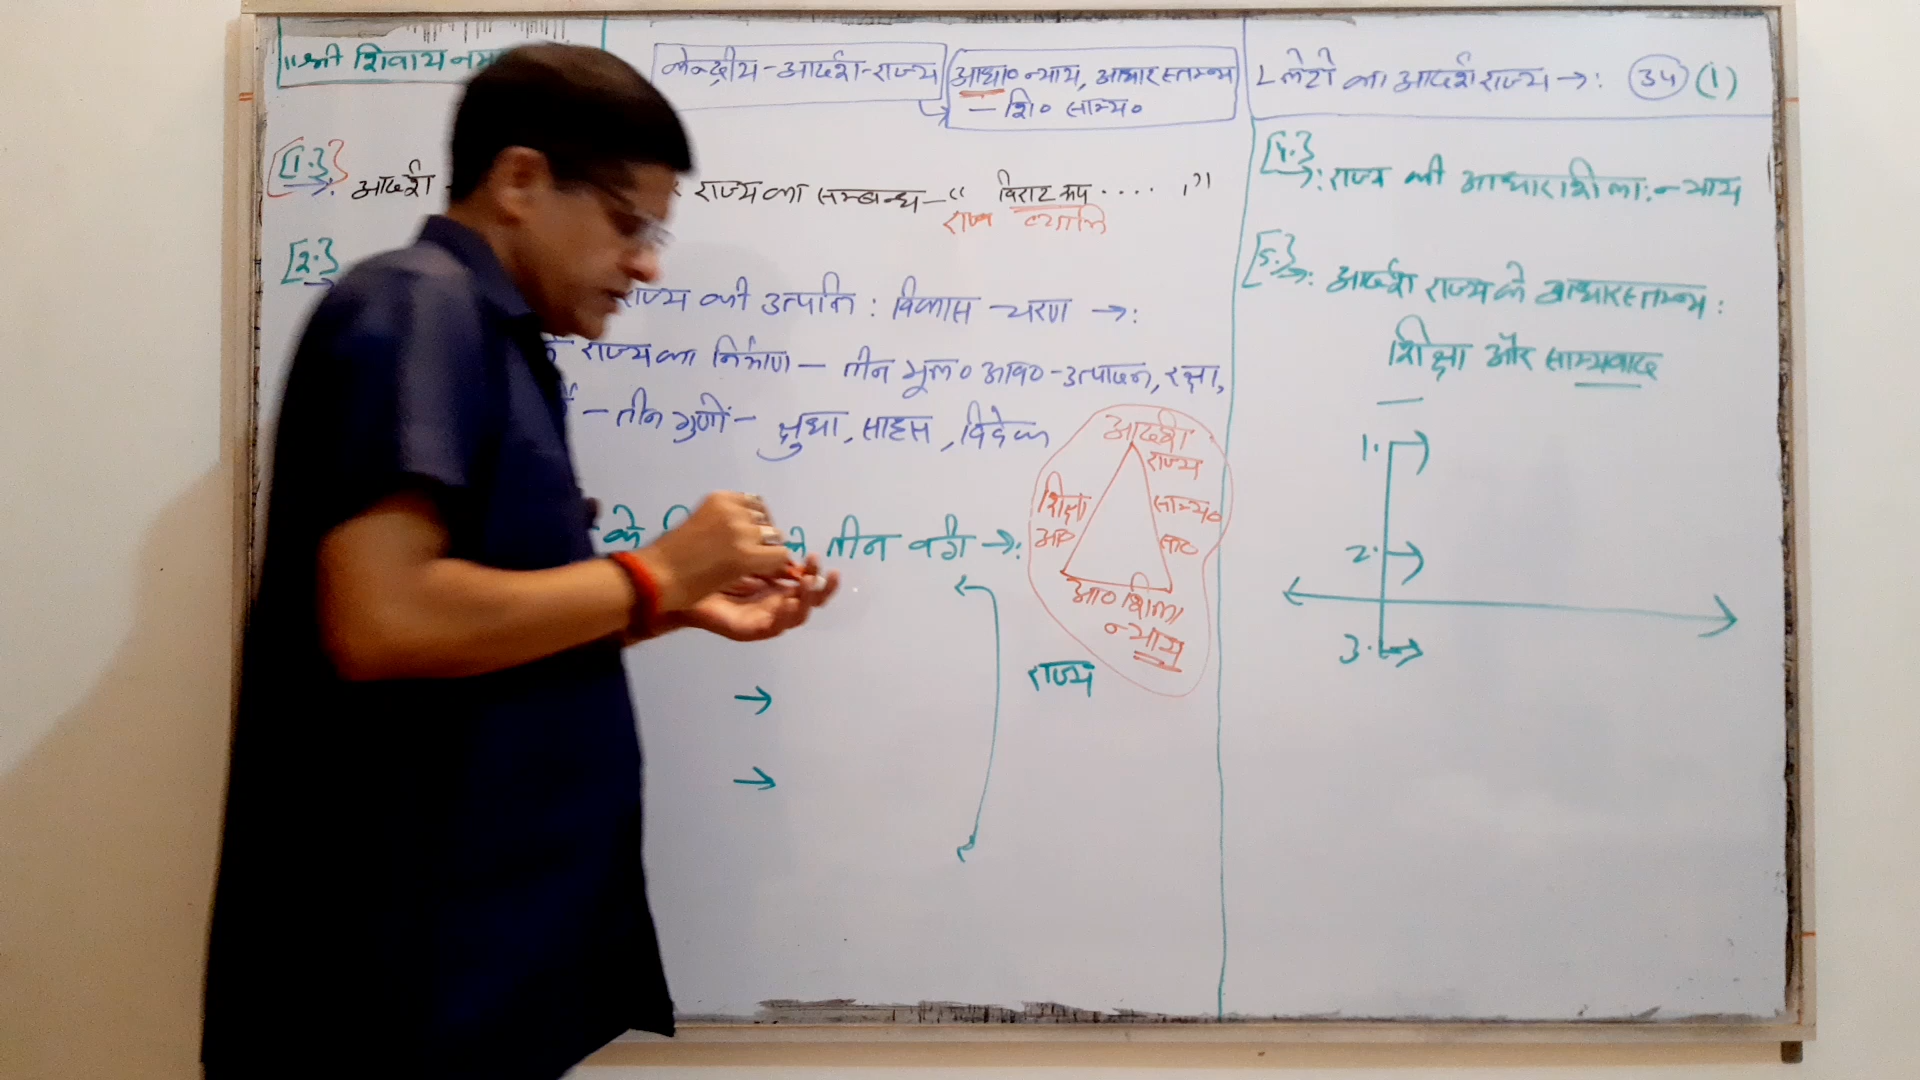 ॥ श्री शिवाय नम
केन्द्रीय-आदर्श-राज्य
आधा० न्याय, आधार स्तम्भ
- शि० साम्य०
प्लेटो का आदर्श राज्य →: 34 (1)
[1.}
→: आदर्श राज्य का सम्बन्ध - “ विराट रूप .... ।”
राज्य व्यक्ति
[2.}
राज्य की उत्पत्ति : विकास चरण →:
राज्य का निर्माण - तीन मूल० आव० - उत्पादन, रक्षा,
- तीन गुणों - क्षुधा, साहस, विवेक
के तीन वर्ग →:
→
→
राज्य
आदर्श
राज्य
शिक्षा
आ०
साम्य०
आ० शिला
न्याय
[4.}
→: राज्य की आधारशीला : न्याय
[5.}
→: आदर्श राज्य के आधारस्तम्भ :
शिक्षा और साम्यवाद
1.
2.
3.